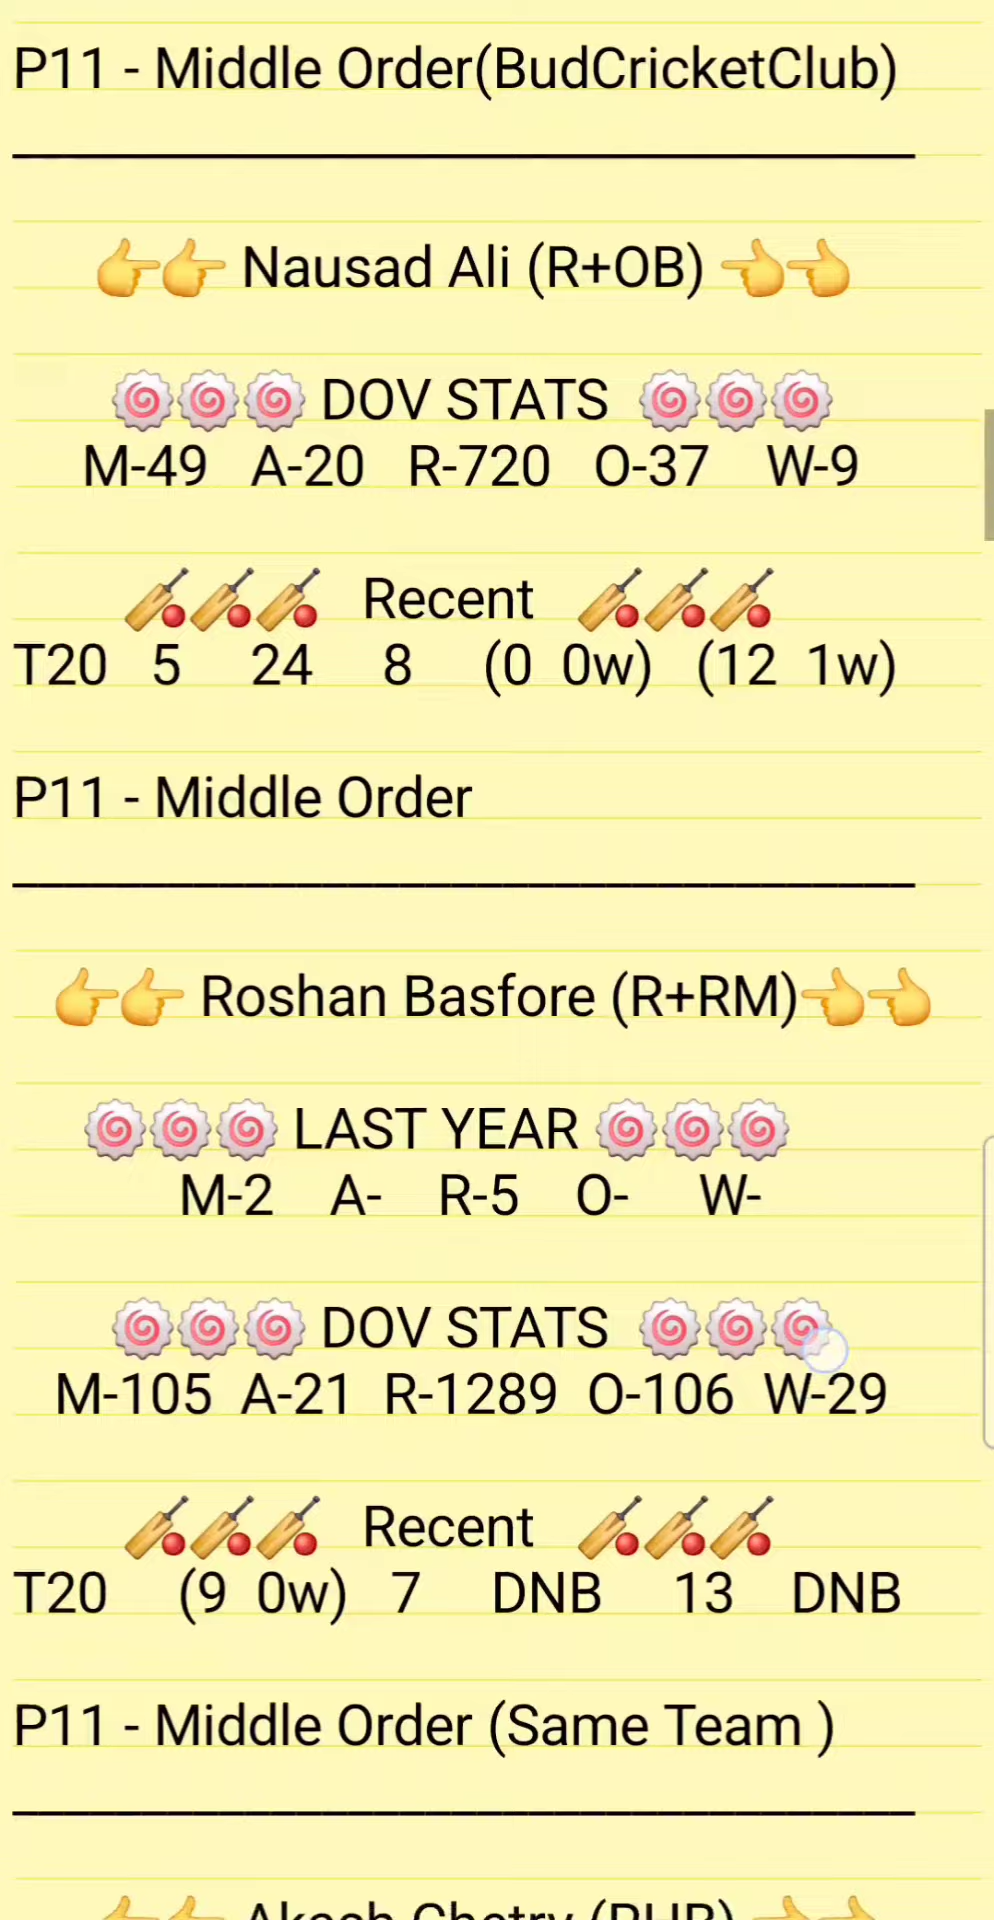 P11 - Middle Order(BudCricketClub)
👉👉 Nausad Ali (R+OB) 👈👈
🍥🍥🍥 DOV STATS 🍥🍥🍥
M-49 A-20 R-720 O-37 W-9
🏏🏏🏏 Recent 🏏🏏🏏
T20 5 24 8 (0 0w) (12 1w)
P11 - Middle Order
👉👉 Roshan Basfore (R+RM)👈👈
🍥🍥🍥 LAST YEAR 🍥🍥🍥
M-2 A- R-5 O- W-
🍥🍥🍥 DOV STATS 🍥🍥🍥
M-105 A-21 R-1289 O-106 W-29
🏏🏏🏏 Recent 🏏🏏🏏
T20 (9 0w) 7 DNB 13 DNB
P11 - Middle Order (Same Team )